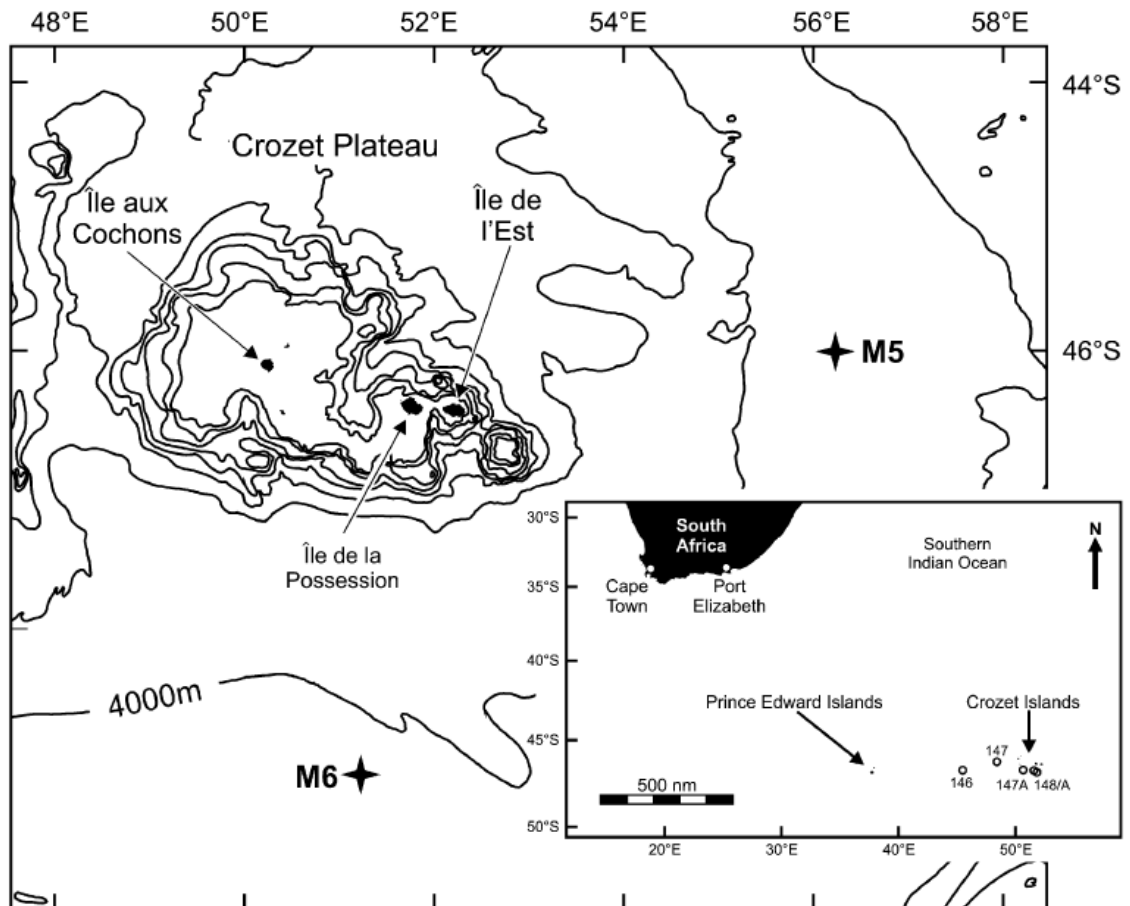 48°E 50°E 52°E 54°E 56°E 58°E
44°S
Crozet Plateau
Île aux
Cochons
Île de
l'Est
46°S
M5
Île de la
Possession
4000m
M6
30°S
35°S
40°S
45°S
50°S
South
Africa
Southern
Indian Ocean
N
Cape
Town
Port
Elizabeth
Prince Edward Islands
Crozet Islands
147
146
147A
148/A
500 nm
20°E 30°E 40°E 50°E